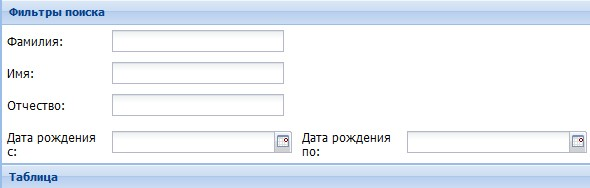 Фильтры поиска
Фамилия:
Имя:
Отчество:
Дата рождения
с:
Дата рождения
по:
Таблица